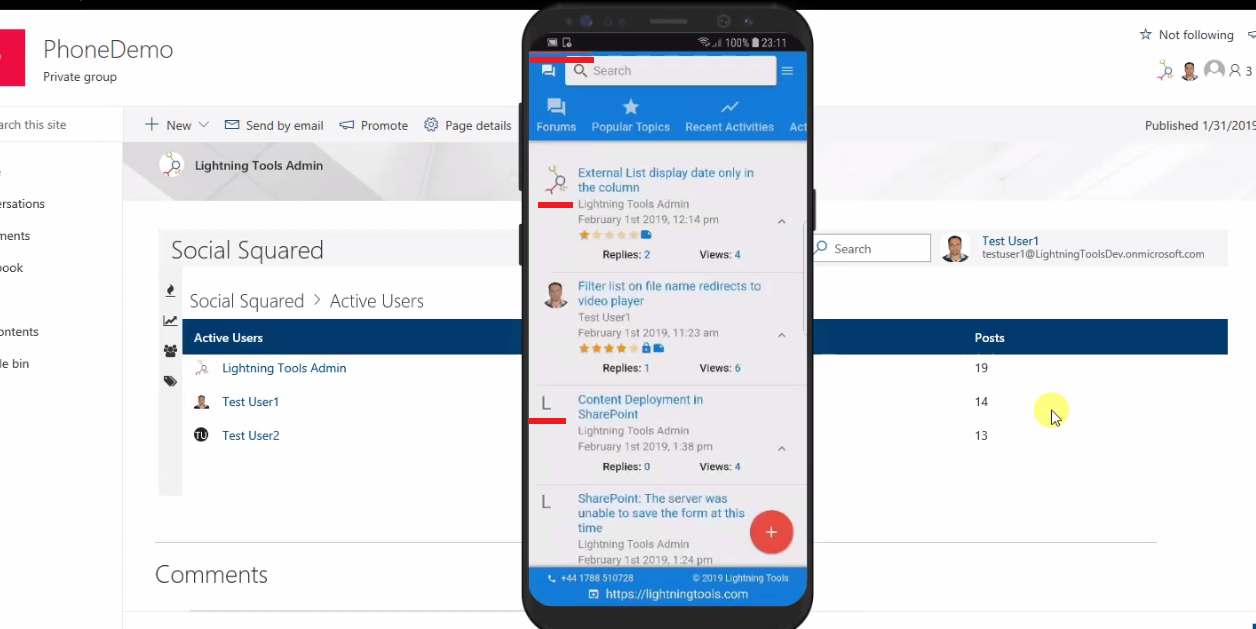 PhoneDemo
Private group
Not following
3
arch this site
New
Send by email
Promote
Page details
Published 1/31/2019
Lightning Tools Admin
ersations
ments
ook
ontents
le bin
Social Squared
Search
Test User1
testuser1@LightningToolsDev.onmicrosoft.com
Social Squared > Active Users
Active Users
Posts
Lightning Tools Admin
19
Test User1
14
TU
Test User2
13
Comments
100% 23:11
Search
Forums
Popular Topics
Recent Activities
Act
External List display date only in
the column
Lightning Tools Admin
February 1st 2019, 12:14 pm
Replies: 2
Views: 4
Filter list on file name redirects to
video player
Test User1
February 1st 2019, 11:23 am
Replies: 1
Views: 6
L
Content Deployment in
SharePoint
Lightning Tools Admin
February 1st 2019, 1:38 pm
Replies: 0
Views: 4
L
SharePoint: The server was
unable to save the form at this
time
Lightning Tools Admin
February 1st 2019, 1:24 pm
+
+44 1788 510728
© 2019 Lightning Tools
https://lightningtools.com